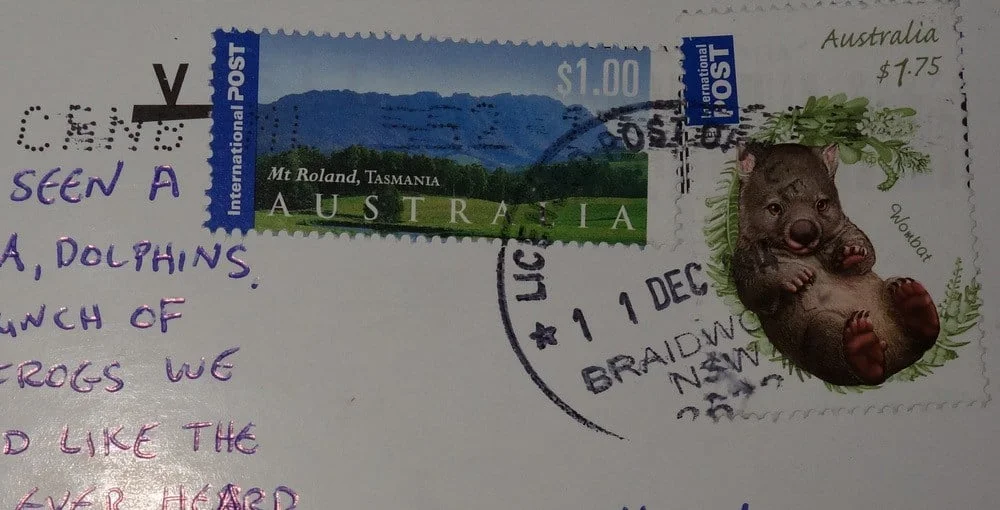 International POST
$1.00
Mt Roland, TASMANIA
AUSTRALIA
International POST
Australia
$1.75
Wombat
V
SEEN A
A, DOLPHINS,
UNCH OF
FROGS WE
D LIKE THE
EVER HEARD
11 DEC
BRAIDWO
NSW